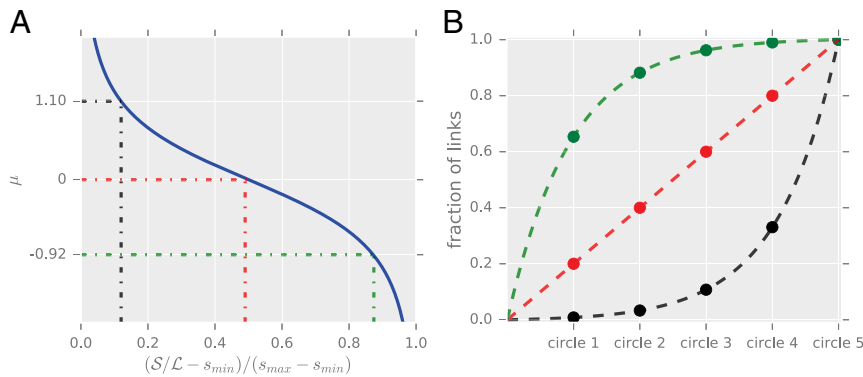 A
μ
1.10
0
-0.92
0.0 0.2 0.4 0.6 0.8 1.0
(S/L − s_min)/(s_max − s_min)
B
fraction of links
1.0
0.8
0.6
0.4
0.2
0.0
circle 1 circle 2 circle 3 circle 4 circle 5